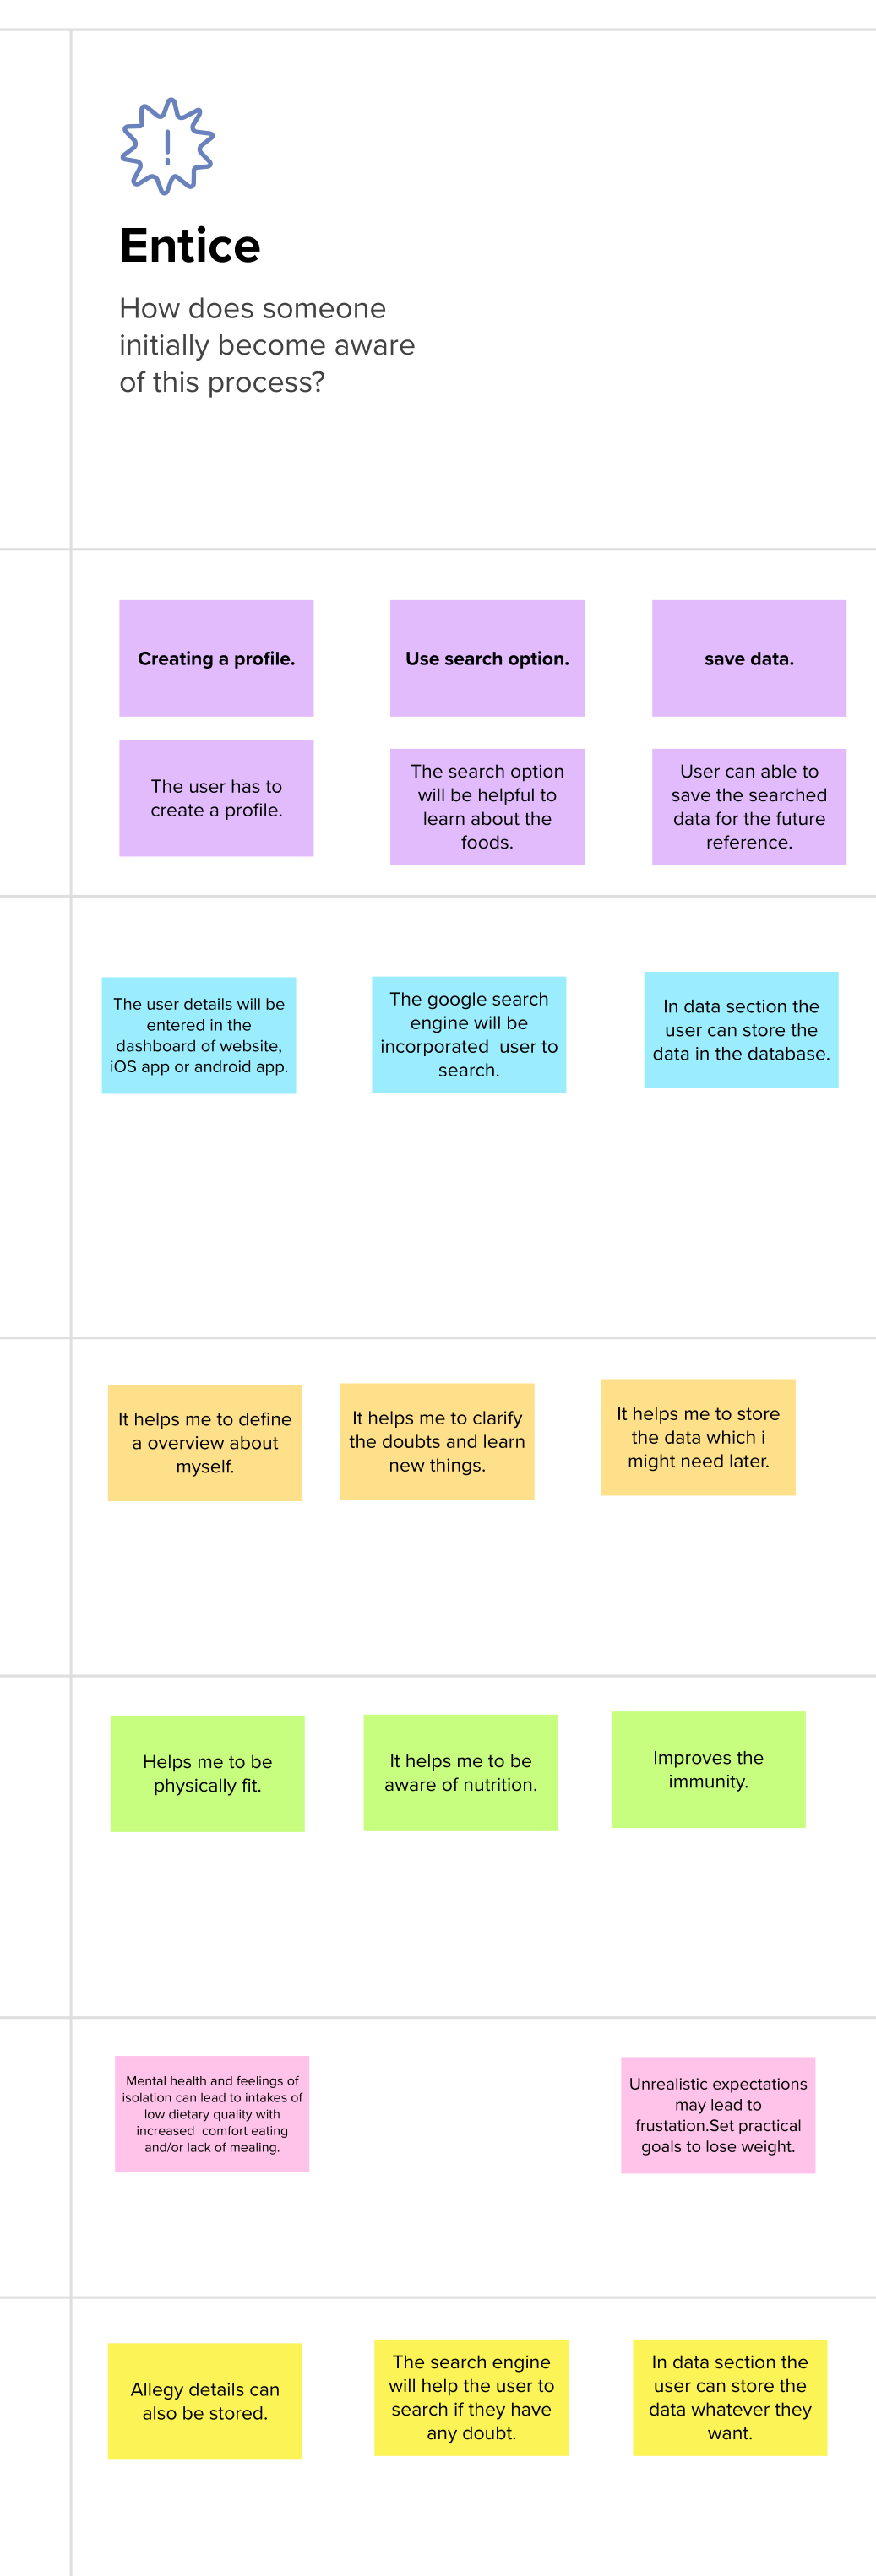 !
Entice
How does someone
initially become aware
of this process?
Creating a profile.
Use search option.
save data.
The user has to
create a profile.
The search option
will be helpful to
learn about the
foods.
User can able to
save the searched
data for the future
reference.
The user details will be
entered in the
dashboard of website,
iOS app or android app.
The google search
engine will be
incorporated  user to
search.
In data section the
user can store the
data in the database.
It helps me to define
a overview about
myself.
It helps me to clarify
the doubts and learn
new things.
It helps me to store
the data which i
might need later.
Helps me to be
physically fit.
It helps me to be
aware of nutrition.
Improves the
immunity.
Mental health and feelings of
isolation can lead to intakes of
low dietary quality with
increased  comfort eating
and/or lack of mealing.
Unrealistic expectations
may lead to
frustation.Set practical
goals to lose weight.
Allegy details can
also be stored.
The search engine
will help the user to
search if they have
any doubt.
In data section the
user can store the
data whatever they
want.